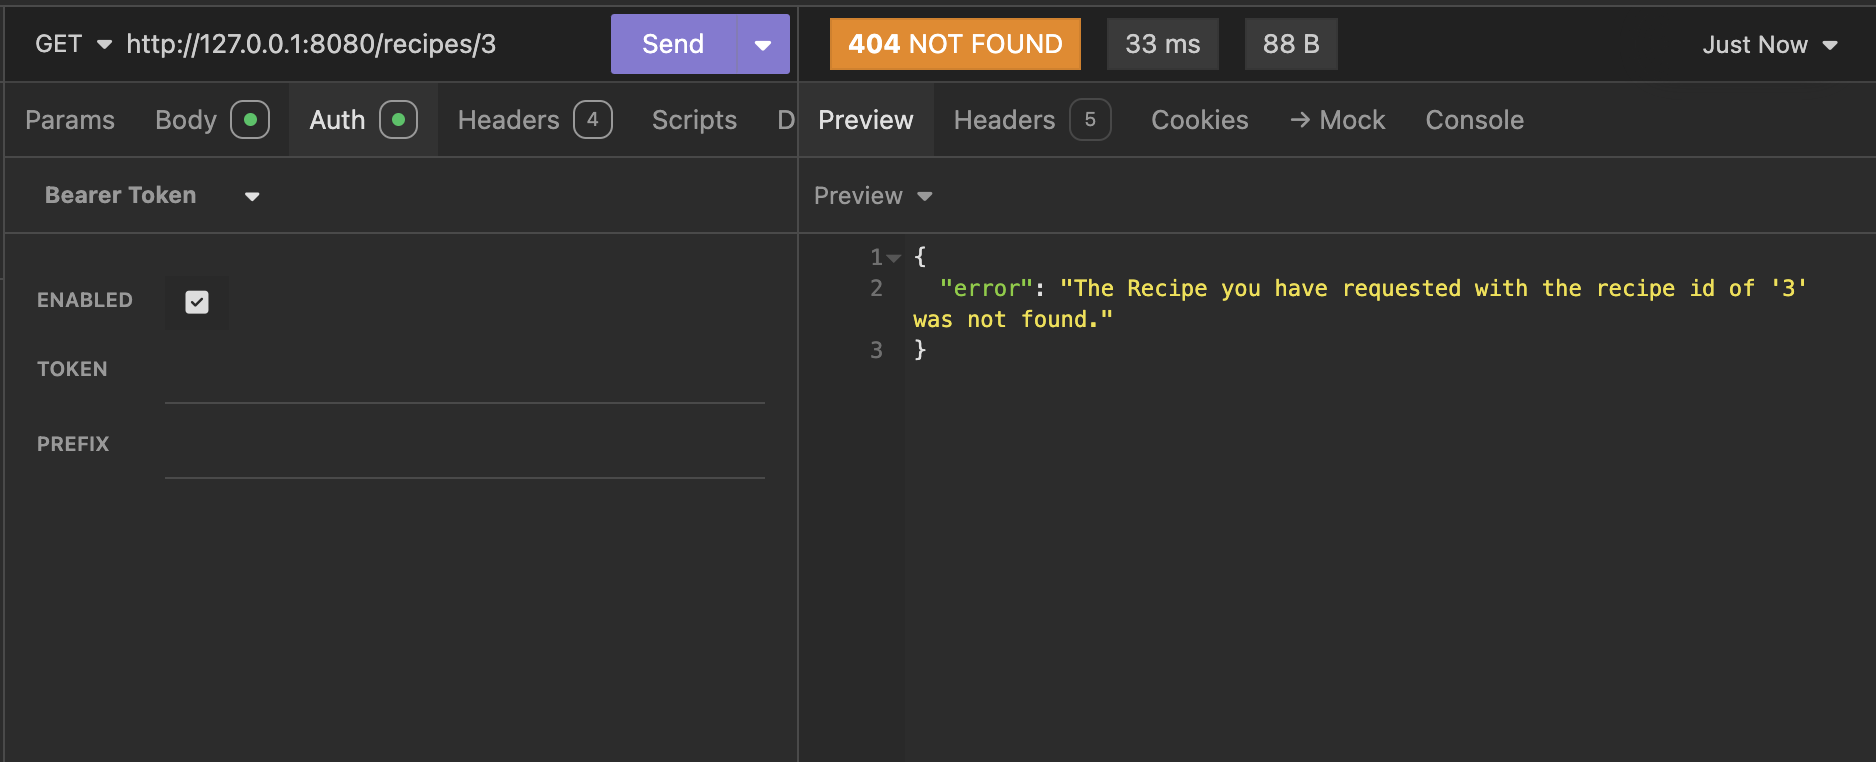 GET http://127.0.0.1:8080/recipes/3 Send
404 NOT FOUND 33 ms 88 B Just Now
Params Body Auth Headers 4 Scripts D
Preview Headers 5 Cookies → Mock Console
Bearer Token
Preview
ENABLED
TOKEN
PREFIX
1 {
2 "error": "The Recipe you have requested with the recipe id of '3'
was not found."
3 }